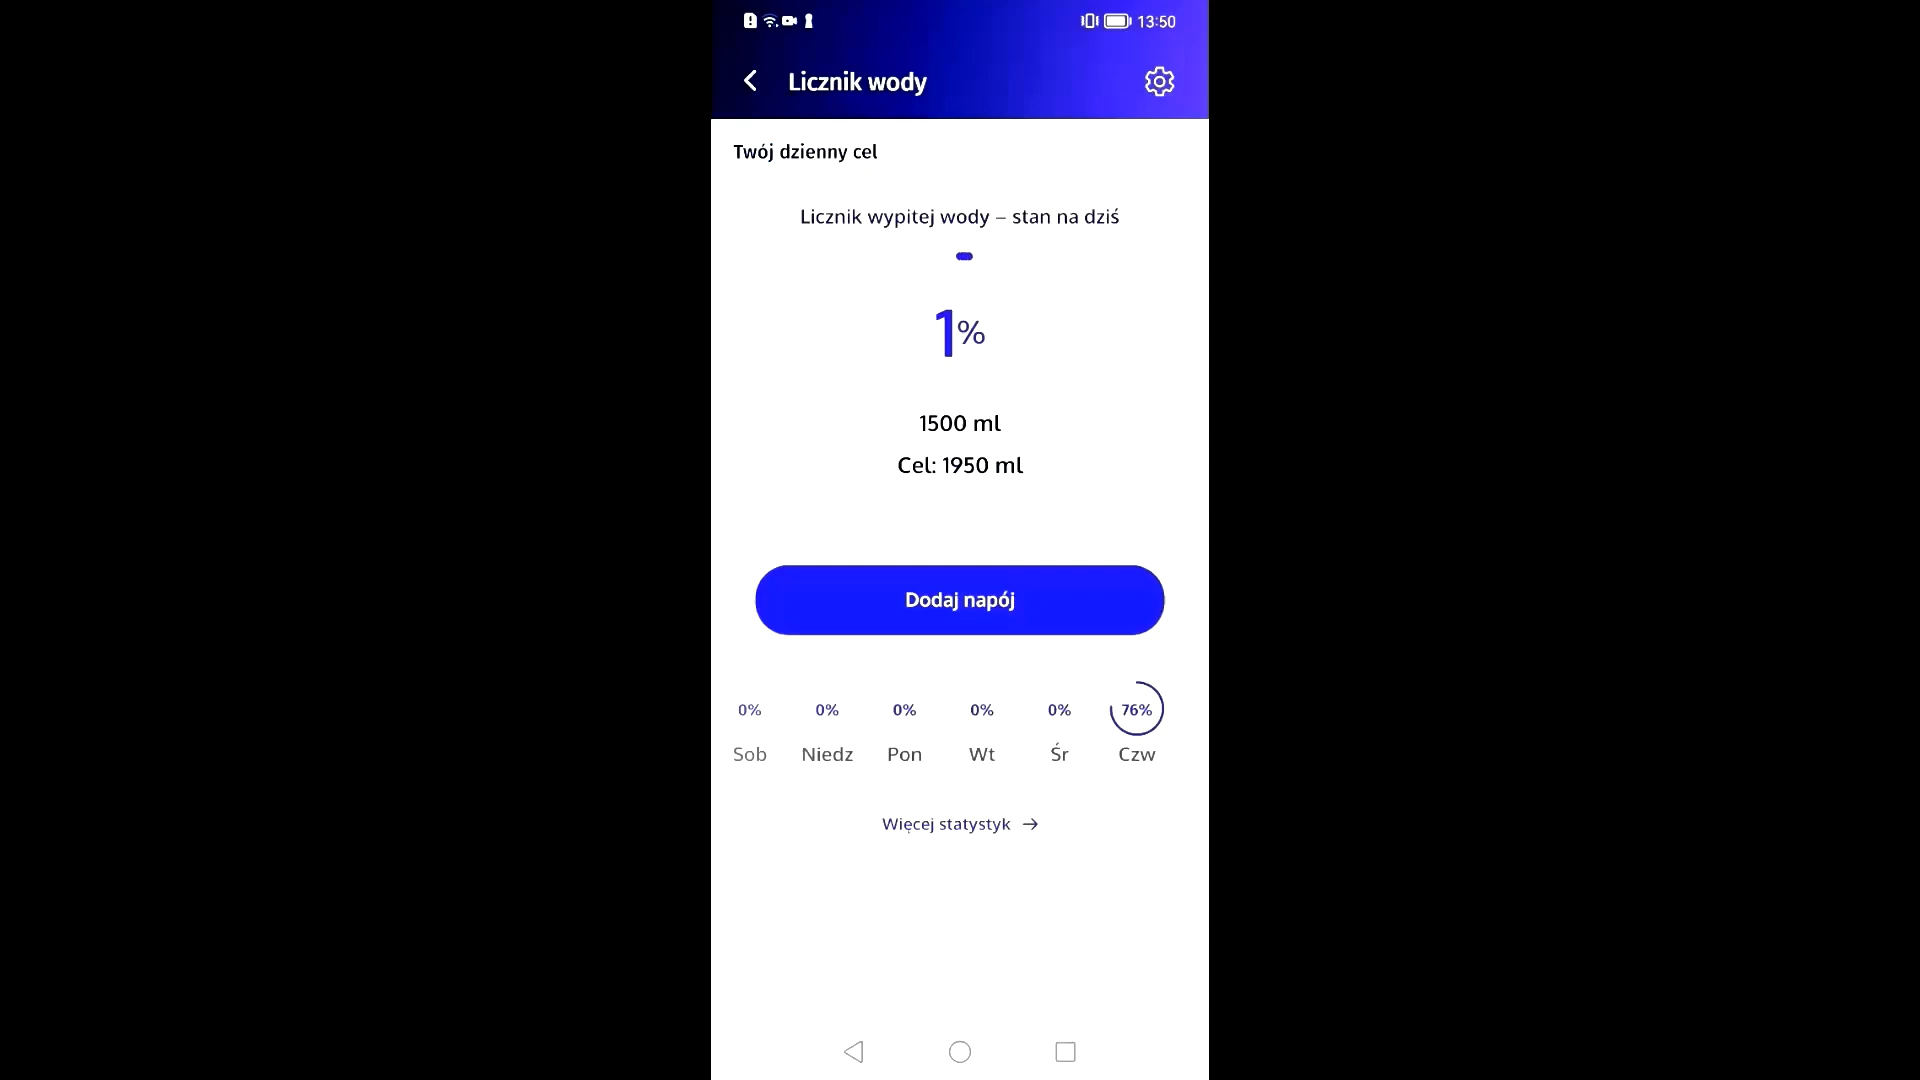 13:50
Licznik wody
Twój dzienny cel
Licznik wypitej wody – stan na dziś
1%
1500 ml
Cel: 1950 ml
Dodaj napój
0% 0% 0% 0% 0% 76%
Sob Niedz Pon Wt Śr Czw
Więcej statystyk →